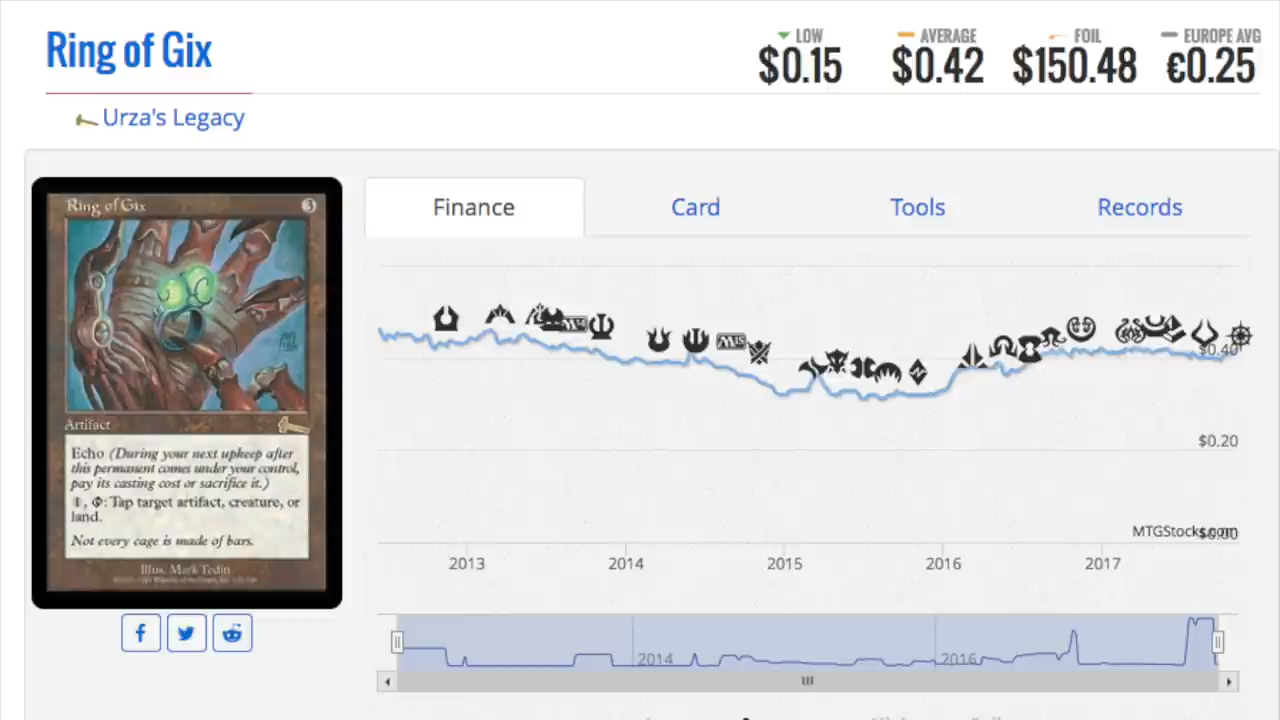 Ring of Gix
LOW
$0.15
AVERAGE
$0.42
FOIL
$150.48
EUROPE AVG
€0.25
Urza's Legacy
Finance
Card
Tools
Records
Ring of Gix
3
Artifact
Echo (During your next upkeep after
this permanent comes under your control,
pay its casting cost or sacrifice it.)
1, : Tap target artifact, creature, or
land.
Not every cage is made of bars.
Illus. Mark Tedin
M14
M15
$0.40
$0.20
MTGStocks.com
$0.00
2013
2014
2015
2016
2017
2014
2016